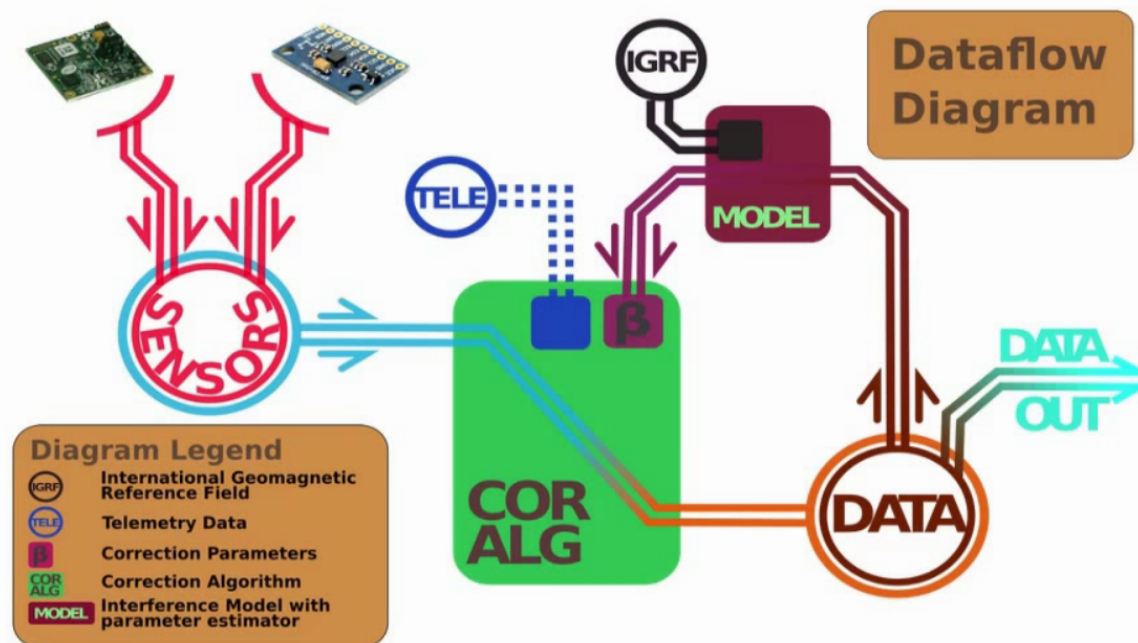 IGRF
Dataflow
Diagram
TELE
MODEL
β
SENSORS
DATA
OUT
COR
ALG
DATA
Diagram Legend
IGRF
International Geomagnetic
Reference Field
TELE
Telemetry Data
β
Correction Parameters
COR
ALG
Correction Algorithm
MODEL
Interference Model with
parameter estimator